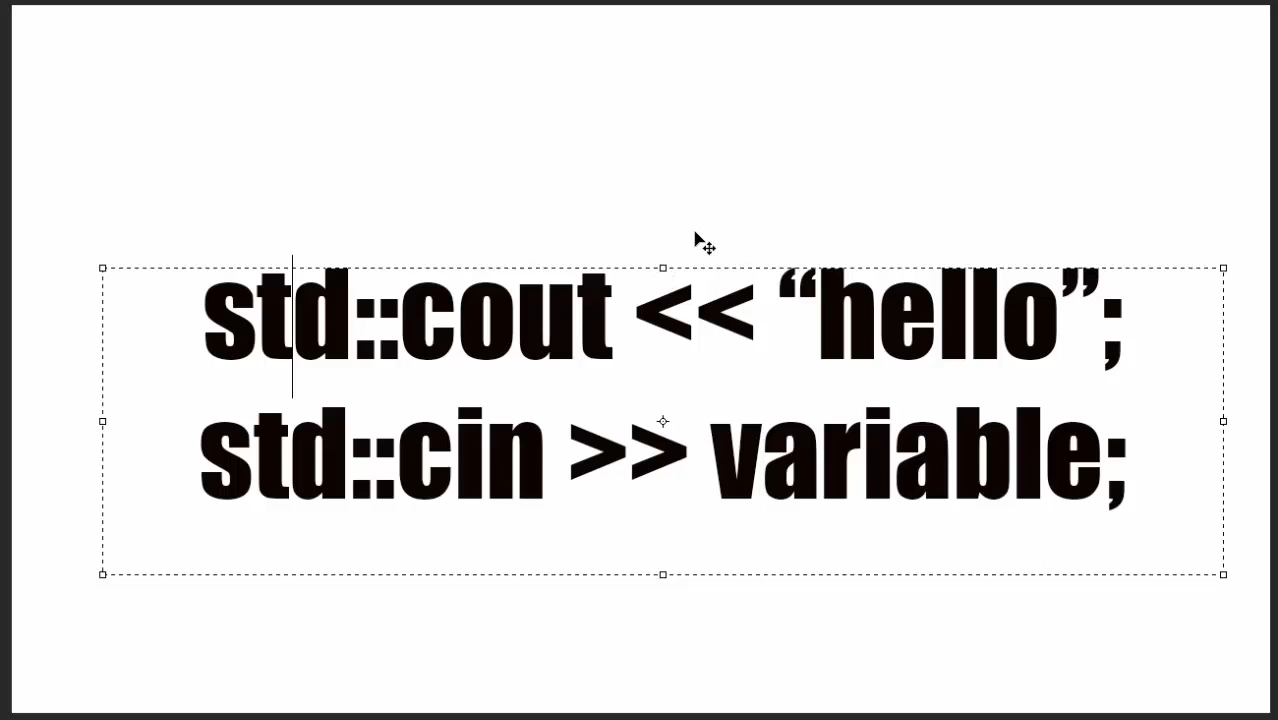 std::cout << “hello”;
std::cin >> variable;